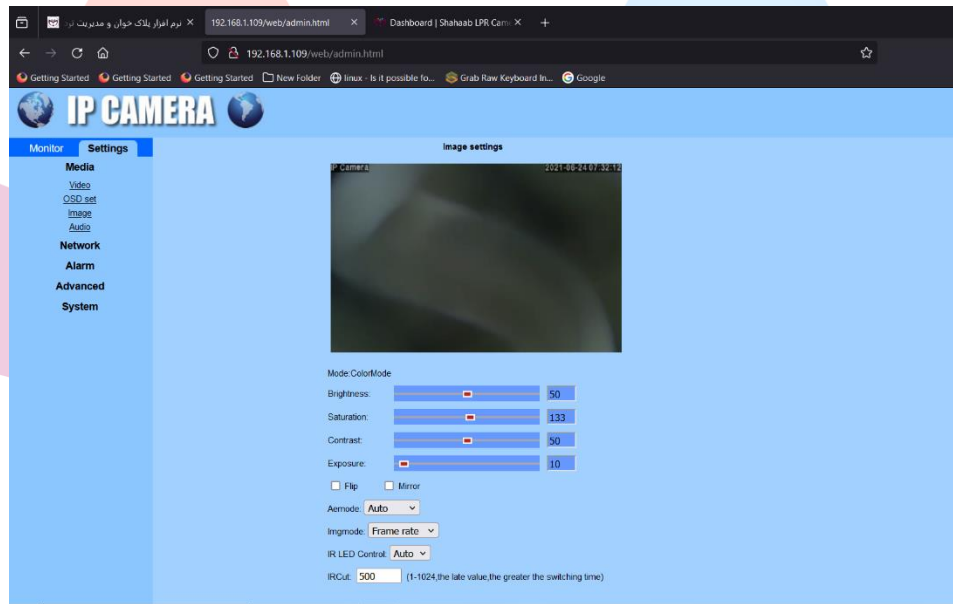 نرم افزار پلاک خوان و مدیریت ترد
192.168.1.109/web/admin.html
Dashboard | Shahaab LPR Came
192.168.1.109/web/admin.html
Getting Started
Getting Started
Getting Started
New Folder
linux - Is it possible fo...
Grab Raw Keyboard In...
Google
IP CAMERA
Monitor
Settings
Media
Video
OSD set
Image
Audio
Network
Alarm
Advanced
System
Image settings
IP Camera
2021-06-24 07:32:12
Mode:ColorMode
Brightness: 50
Saturation: 133
Contrast: 50
Exposure: 10
Flip
Mirror
Aemode: Auto
Imgmode: Frame rate
IR LED Control: Auto
IRCut: 500 (1-1024,the late value,the greater the switching time)